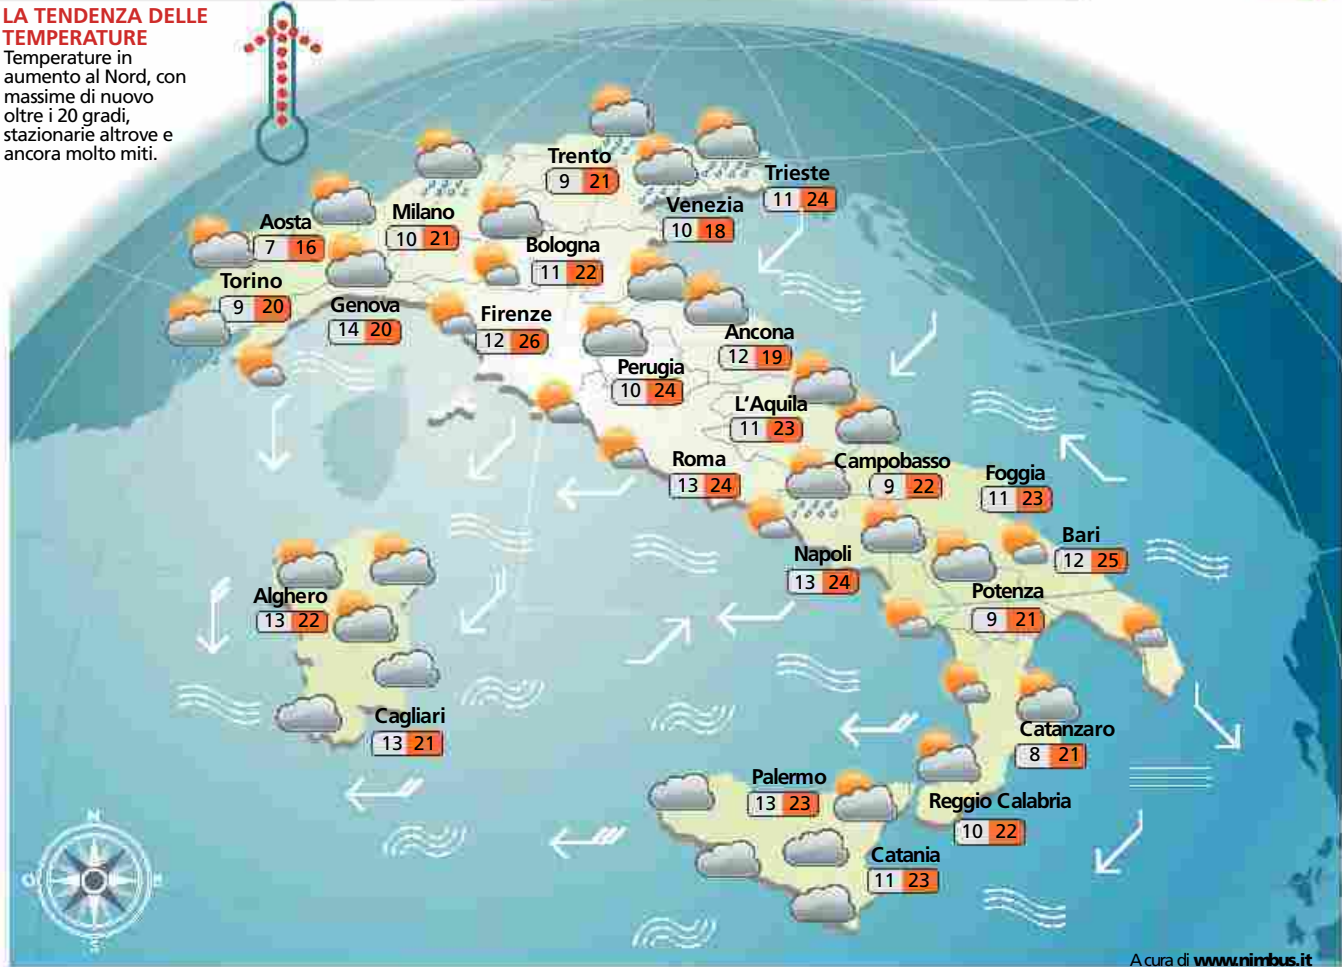 LA TENDENZA DELLE
TEMPERATURE
Temperature in
aumento al Nord, con
massime di nuovo
oltre i 20 gradi,
stazionarie altrove e
ancora molto miti.
Trento
9 21
Trieste
11 24
Venezia
10 18
Milano
10 21
Aosta
7 16
Bologna
11 22
Torino
9 20
Genova
14 20
Firenze
12 26
Ancona
12 19
Perugia
10 24
L'Aquila
11 23
Roma
13 24
Campobasso
9 22
Foggia
11 23
Bari
12 25
Napoli
13 24
Potenza
9 21
Alghero
13 22
Cagliari
13 21
Catanzaro
8 21
Palermo
13 23
Reggio Calabria
10 22
Catania
11 23
N
O
E
S
A cura di www.nimbus.it